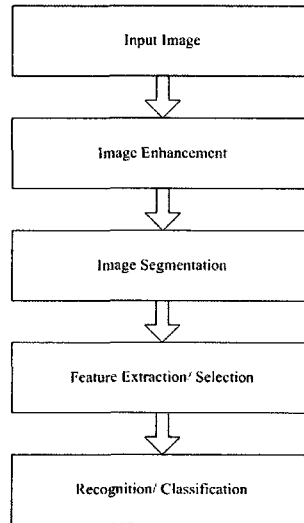 Input Image
Image Enhancement
Image Segmentation
Feature Extraction/ Selection
Recognition/ Classification